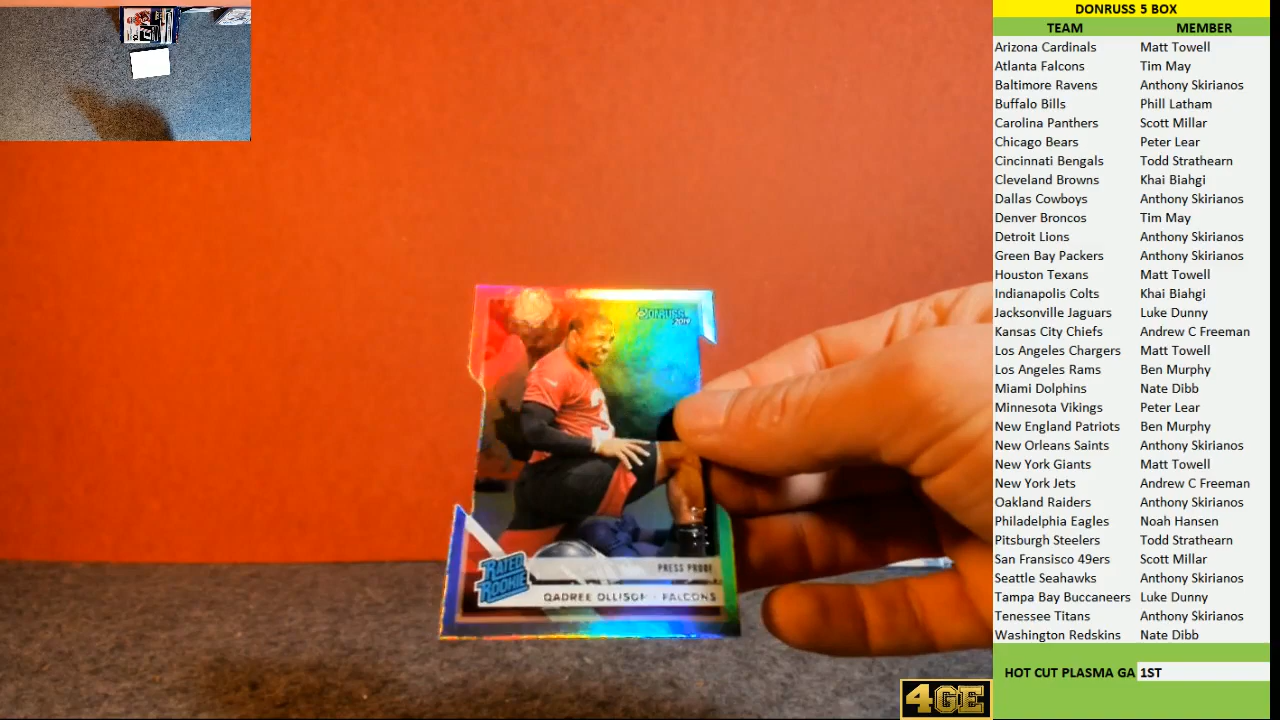 DONRUSS 5 BOX
TEAM MEMBER
Arizona Cardinals Matt Towell
Atlanta Falcons Tim May
Baltimore Ravens Anthony Skirianos
Buffalo Bills Phill Latham
Carolina Panthers Scott Millar
Chicago Bears Peter Lear
Cincinnati Bengals Todd Strathearn
Cleveland Browns Khai Biahgi
Dallas Cowboys Anthony Skirianos
Denver Broncos Tim May
Detroit Lions Anthony Skirianos
Green Bay Packers Anthony Skirianos
Houston Texans Matt Towell
Indianapolis Colts Khai Biahgi
Jacksonville Jaguars Luke Dunny
Kansas City Chiefs Andrew C Freeman
Los Angeles Chargers Matt Towell
Los Angeles Rams Ben Murphy
Miami Dolphins Nate Dibb
Minnesota Vikings Peter Lear
New England Patriots Ben Murphy
New Orleans Saints Anthony Skirianos
New York Giants Matt Towell
New York Jets Andrew C Freeman
Oakland Raiders Anthony Skirianos
Philadelphia Eagles Noah Hansen
Pitsburgh Steelers Todd Strathearn
San Fransisco 49ers Scott Millar
Seattle Seahawks Anthony Skirianos
Tampa Bay Buccaneers Luke Dunny
Tenessee Titans Anthony Skirianos
Washington Redskins Nate Dibb
HOT CUT PLASMA GA 1ST
DONRUSS
2019
PRESS PROOF
RATED
ROOKIE
QADREE OLLISON - FALCONS
4GE